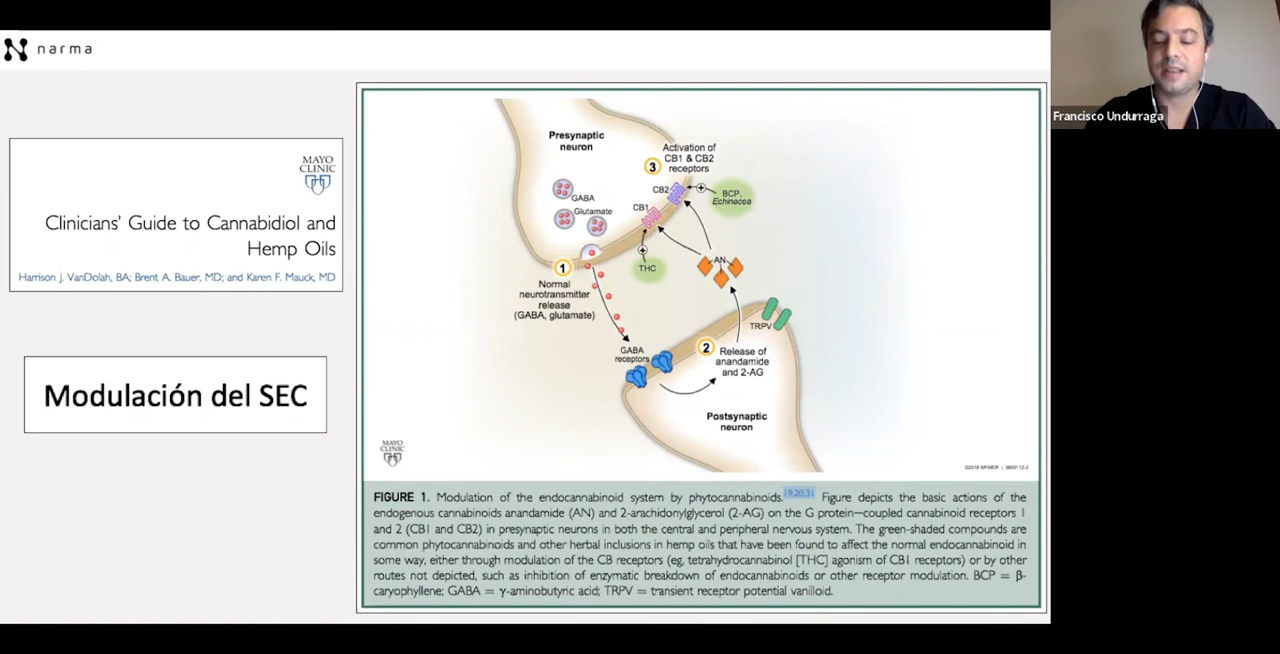 narma
MAYO
CLINIC
Clinicians' Guide to Cannabidiol and
Hemp Oils
Harrison J. VanDolah, BA; Brent A. Bauer, MD; and Karen F. Mauck, MD
Modulación del SEC
Presynaptic
neuron
GABA
Glutamate
3
Activation of
CB1 & CB2
receptors
CB2
CB1
BCP,
Echinacea
THC
AN
1
Normal
neurotransmitter
release
(GABA, glutamate)
GABA
receptors
TRPV
2
Release of
anandamide
and 2-AG
Postsynaptic
neuron
MAYO
CLINIC
FIGURE 1. Modulation of the endocannabinoid system by phytocannabinoids.19,20,31 Figure depicts the basic actions of the
endogenous cannabinoids anandamide (AN) and 2-arachidonylglycerol (2-AG) on the G protein–coupled cannabinoid receptors 1
and 2 (CB1 and CB2) in presynaptic neurons in both the central and peripheral nervous system. The green-shaded compounds are
common phytocannabinoids and other herbal inclusions in hemp oils that have been found to affect the normal endocannabinoid in
some way, either through modulation of the CB receptors (eg, tetrahydrocannabinol [THC] agonism of CB1 receptors) or by other
routes not depicted, such as inhibition of enzymatic breakdown of endocannabinoids or other receptor modulation. BCP = β-
caryophyllene; GABA = γ-aminobutyric acid; TRPV = transient receptor potential vanilloid.
Francisco Undurraga